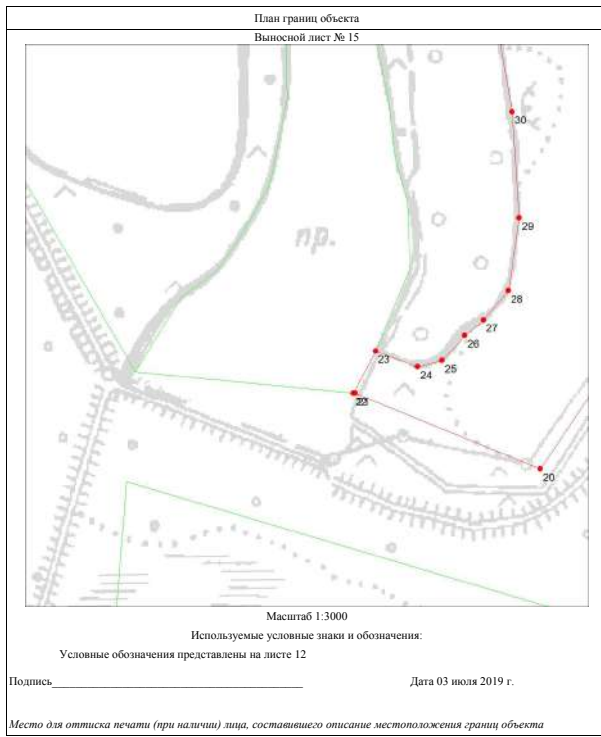 План границ объекта
Выносной лист № 15
30
29
пр.
28
27
26
23
25
24
20
Масштаб 1:3000
Используемые условные знаки и обозначения:
Условные обозначения представлены на листе 12
Подпись Дата 03 июля 2019 г.
Место для оттиска печати (при наличии) лица, составившего описание местоположения границ объекта